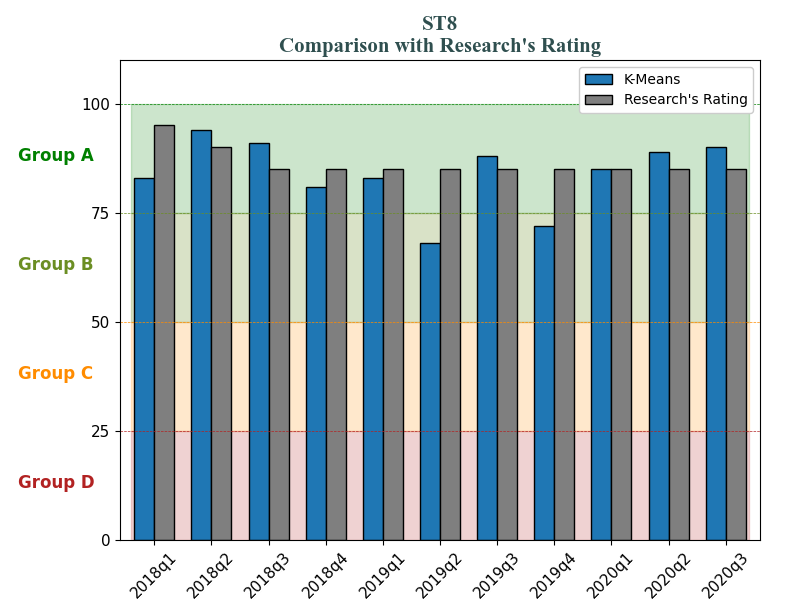 ST8
Comparison with Research's Rating
K-Means
Research's Rating
100
Group A
75
Group B
50
Group C
25
Group D
0
2018q1
2018q2
2018q3
2018q4
2019q1
2019q2
2019q3
2019q4
2020q1
2020q2
2020q3